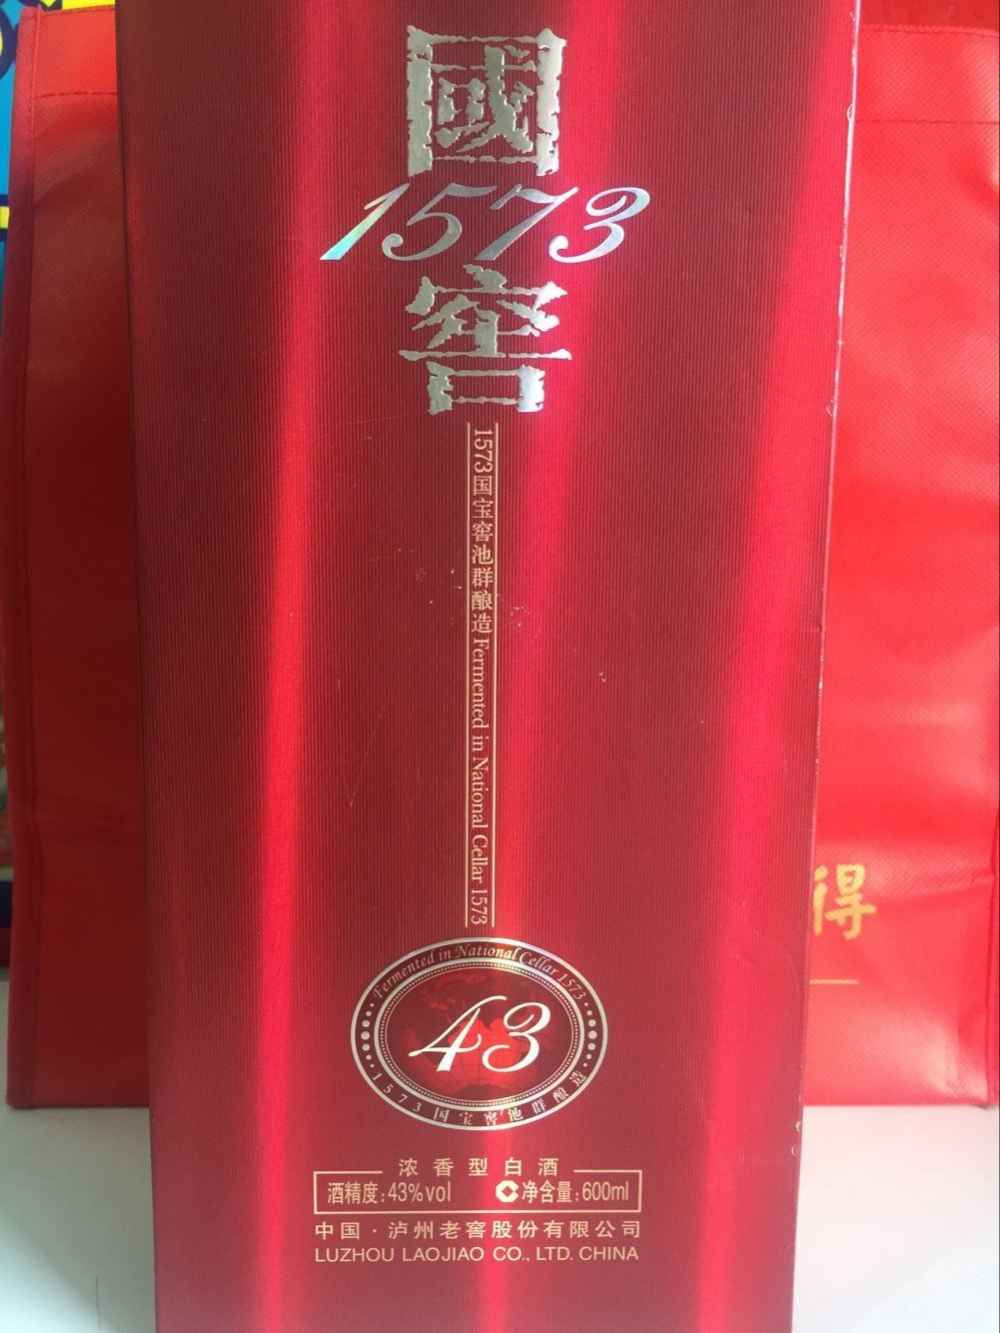 國
1573
窖
1573国宝窖池群酿造 Fermented in National Cellar 1573
Fermented in National Cellar 1573
43
1573国宝窖池群酿造
浓香型白酒
酒精度:43%vol 净含量:600ml
中国·泸州老窖股份有限公司
LUZHOU LAOJIAO CO., LTD. CHINA
得